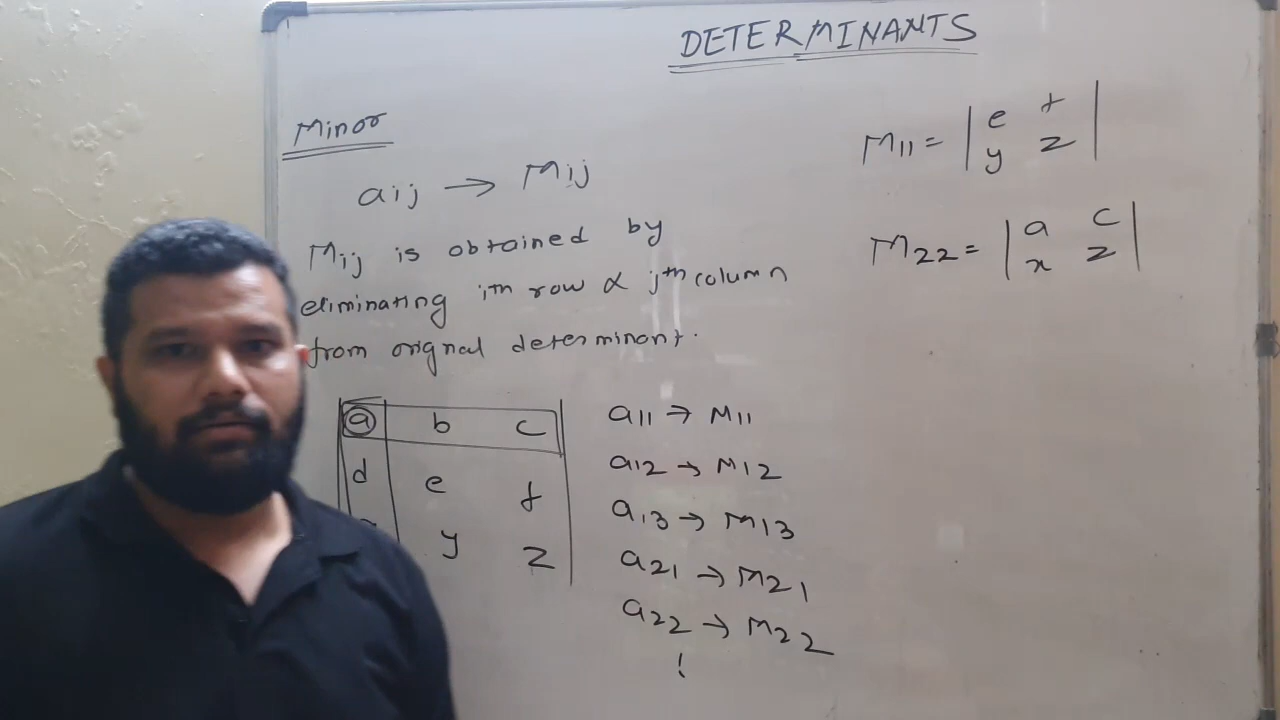 DETERMINANTS
Minor
aij → Mij
Mij is obtained by
eliminating ith row & jth column
from orignal determinant.
a b c
d e f
y z
a11 → M11
a12 → M12
a13 → M13
a21 → M21
a22 → M22
M11 = | e f |
| y z |
M22 = | a c |
| x z |